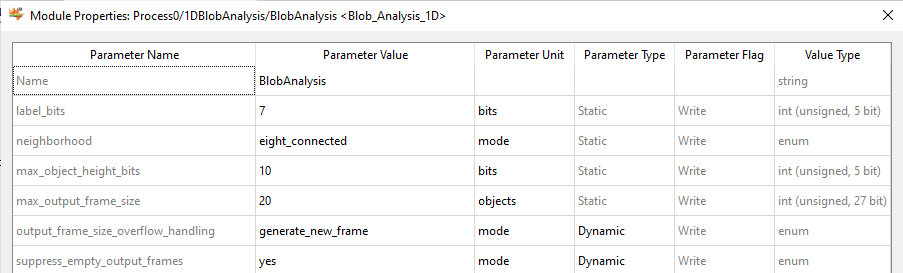 Module Properties: Process0/1DBlobAnalysis/BlobAnalysis <Blob_Analysis_1D>
Parameter Name Parameter Value Parameter Unit Parameter Type Parameter Flag Value Type
Name BlobAnalysis string
label_bits 7 bits Static Write int (unsigned, 5 bit)
neighborhood eight_connected mode Static Write enum
max_object_height_bits 10 bits Static Write int (unsigned, 5 bit)
max_output_frame_size 20 objects Static Write int (unsigned, 27 bit)
output_frame_size_overflow_handling generate_new_frame mode Dynamic Write enum
suppress_empty_output_frames yes mode Dynamic Write enum